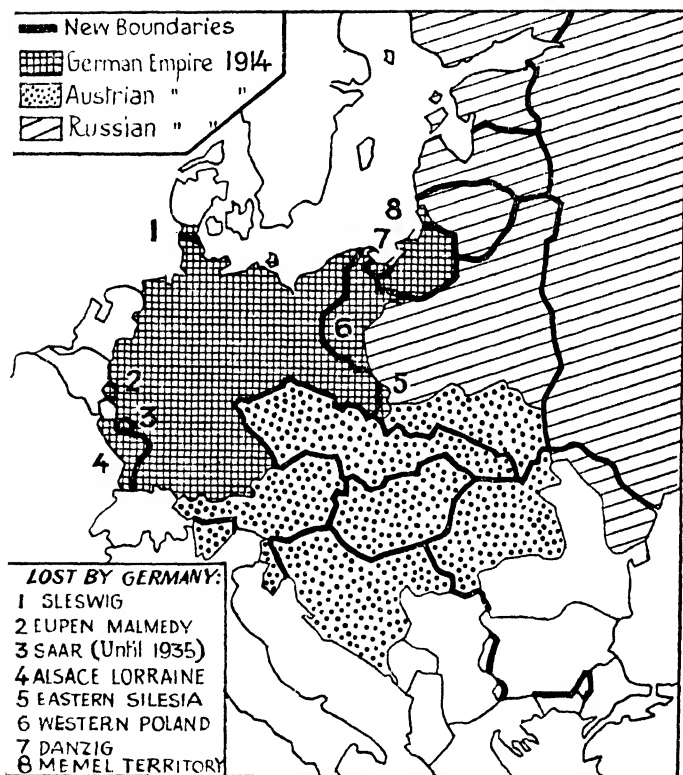 New Boundaries
German Empire 1914
Austrian " "
Russian " "
1
8
7
6
5
2
3
4
LOST BY GERMANY:
1 SLESWIG
2 EUPEN MALMEDY
3 SAAR (Until 1935)
4 ALSACE LORRAINE
5 EASTERN SILESIA
6 WESTERN POLAND
7 DANZIG
8 MEMEL TERRITORY